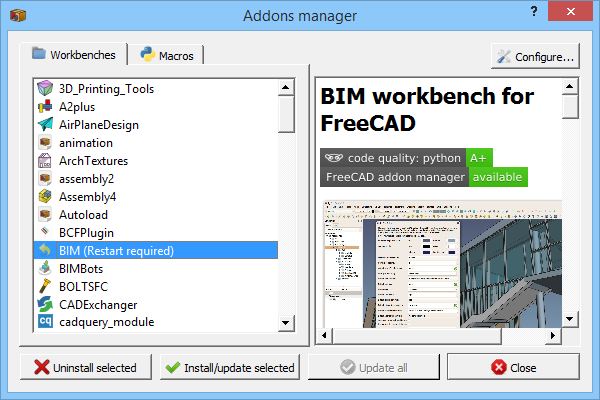 Addons manager
?
Workbenches
Macros
Configure...
3D_Printing_Tools
A2plus
AirPlaneDesign
animation
ArchTextures
assembly2
Assembly4
Autoload
BCFPlugin
BIM (Restart required)
BIMBots
BOLTSFC
CADExchanger
cq cadquery_module
BIM workbench for
FreeCAD
code quality: python A+
FreeCAD addon manager available
Uninstall selected
Install/update selected
Update all
Close